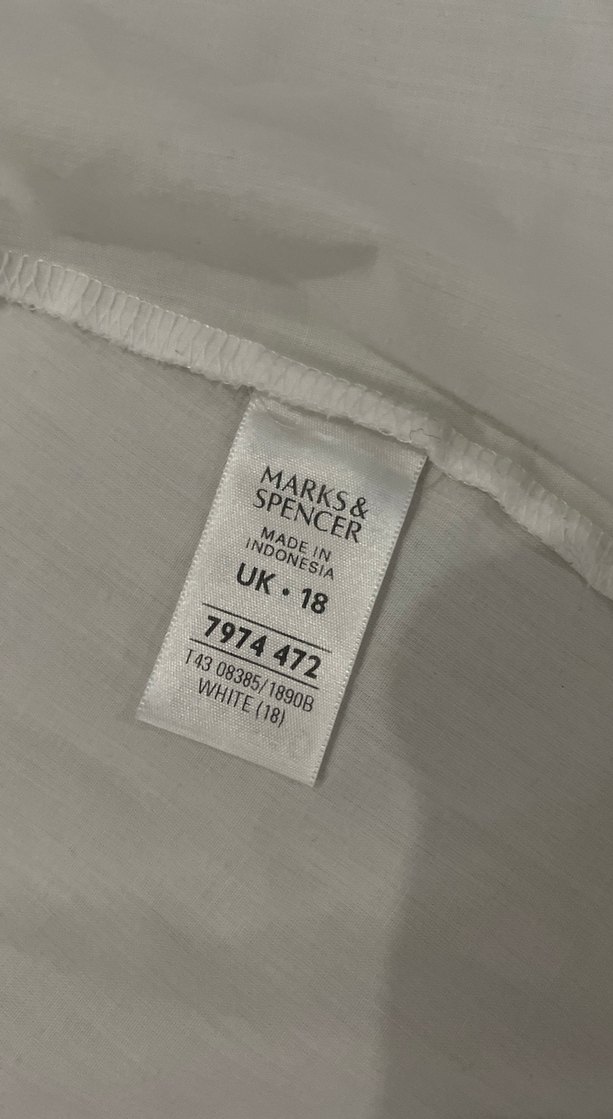 MARKS &
SPENCER
MADE IN
INDONESIA
UK • 18
7974 472
T43 08385/1890B
WHITE (18)